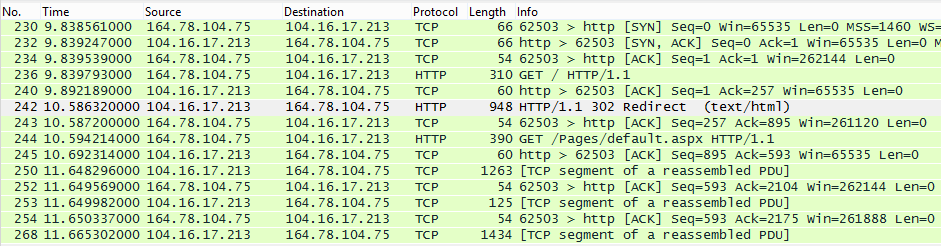 No. Time Source Destination Protocol Length Info
230 9.838561000 164.78.104.75 104.16.17.213 TCP 66 62503 > http [SYN] Seq=0 Win=65535 Len=0 MSS=1460 WS=
232 9.839247000 104.16.17.213 164.78.104.75 TCP 66 http > 62503 [SYN, ACK] Seq=0 Ack=1 Win=65535 Len=0 M
234 9.839539000 164.78.104.75 104.16.17.213 TCP 54 62503 > http [ACK] Seq=1 Ack=1 Win=262144 Len=0
236 9.839793000 164.78.104.75 104.16.17.213 HTTP 310 GET / HTTP/1.1
240 9.892189000 104.16.17.213 164.78.104.75 TCP 60 http > 62503 [ACK] Seq=1 Ack=257 Win=65535 Len=0
242 10.586320000 104.16.17.213 164.78.104.75 HTTP 948 HTTP/1.1 302 Redirect (text/html)
243 10.587200000 164.78.104.75 104.16.17.213 TCP 54 62503 > http [ACK] Seq=257 Ack=895 Win=261120 Len=0
244 10.594214000 164.78.104.75 104.16.17.213 HTTP 390 GET /Pages/default.aspx HTTP/1.1
245 10.692314000 104.16.17.213 164.78.104.75 TCP 60 http > 62503 [ACK] Seq=895 Ack=593 Win=65535 Len=0
250 11.648296000 104.16.17.213 164.78.104.75 TCP 1263 [TCP segment of a reassembled PDU]
252 11.649569000 164.78.104.75 104.16.17.213 TCP 54 62503 > http [ACK] Seq=593 Ack=2104 Win=262144 Len=0
253 11.649982000 104.16.17.213 164.78.104.75 TCP 125 [TCP segment of a reassembled PDU]
254 11.650337000 164.78.104.75 104.16.17.213 TCP 54 62503 > http [ACK] Seq=593 Ack=2175 Win=261888 Len=0
268 11.665302000 104.16.17.213 164.78.104.75 TCP 1434 [TCP segment of a reassembled PDU]